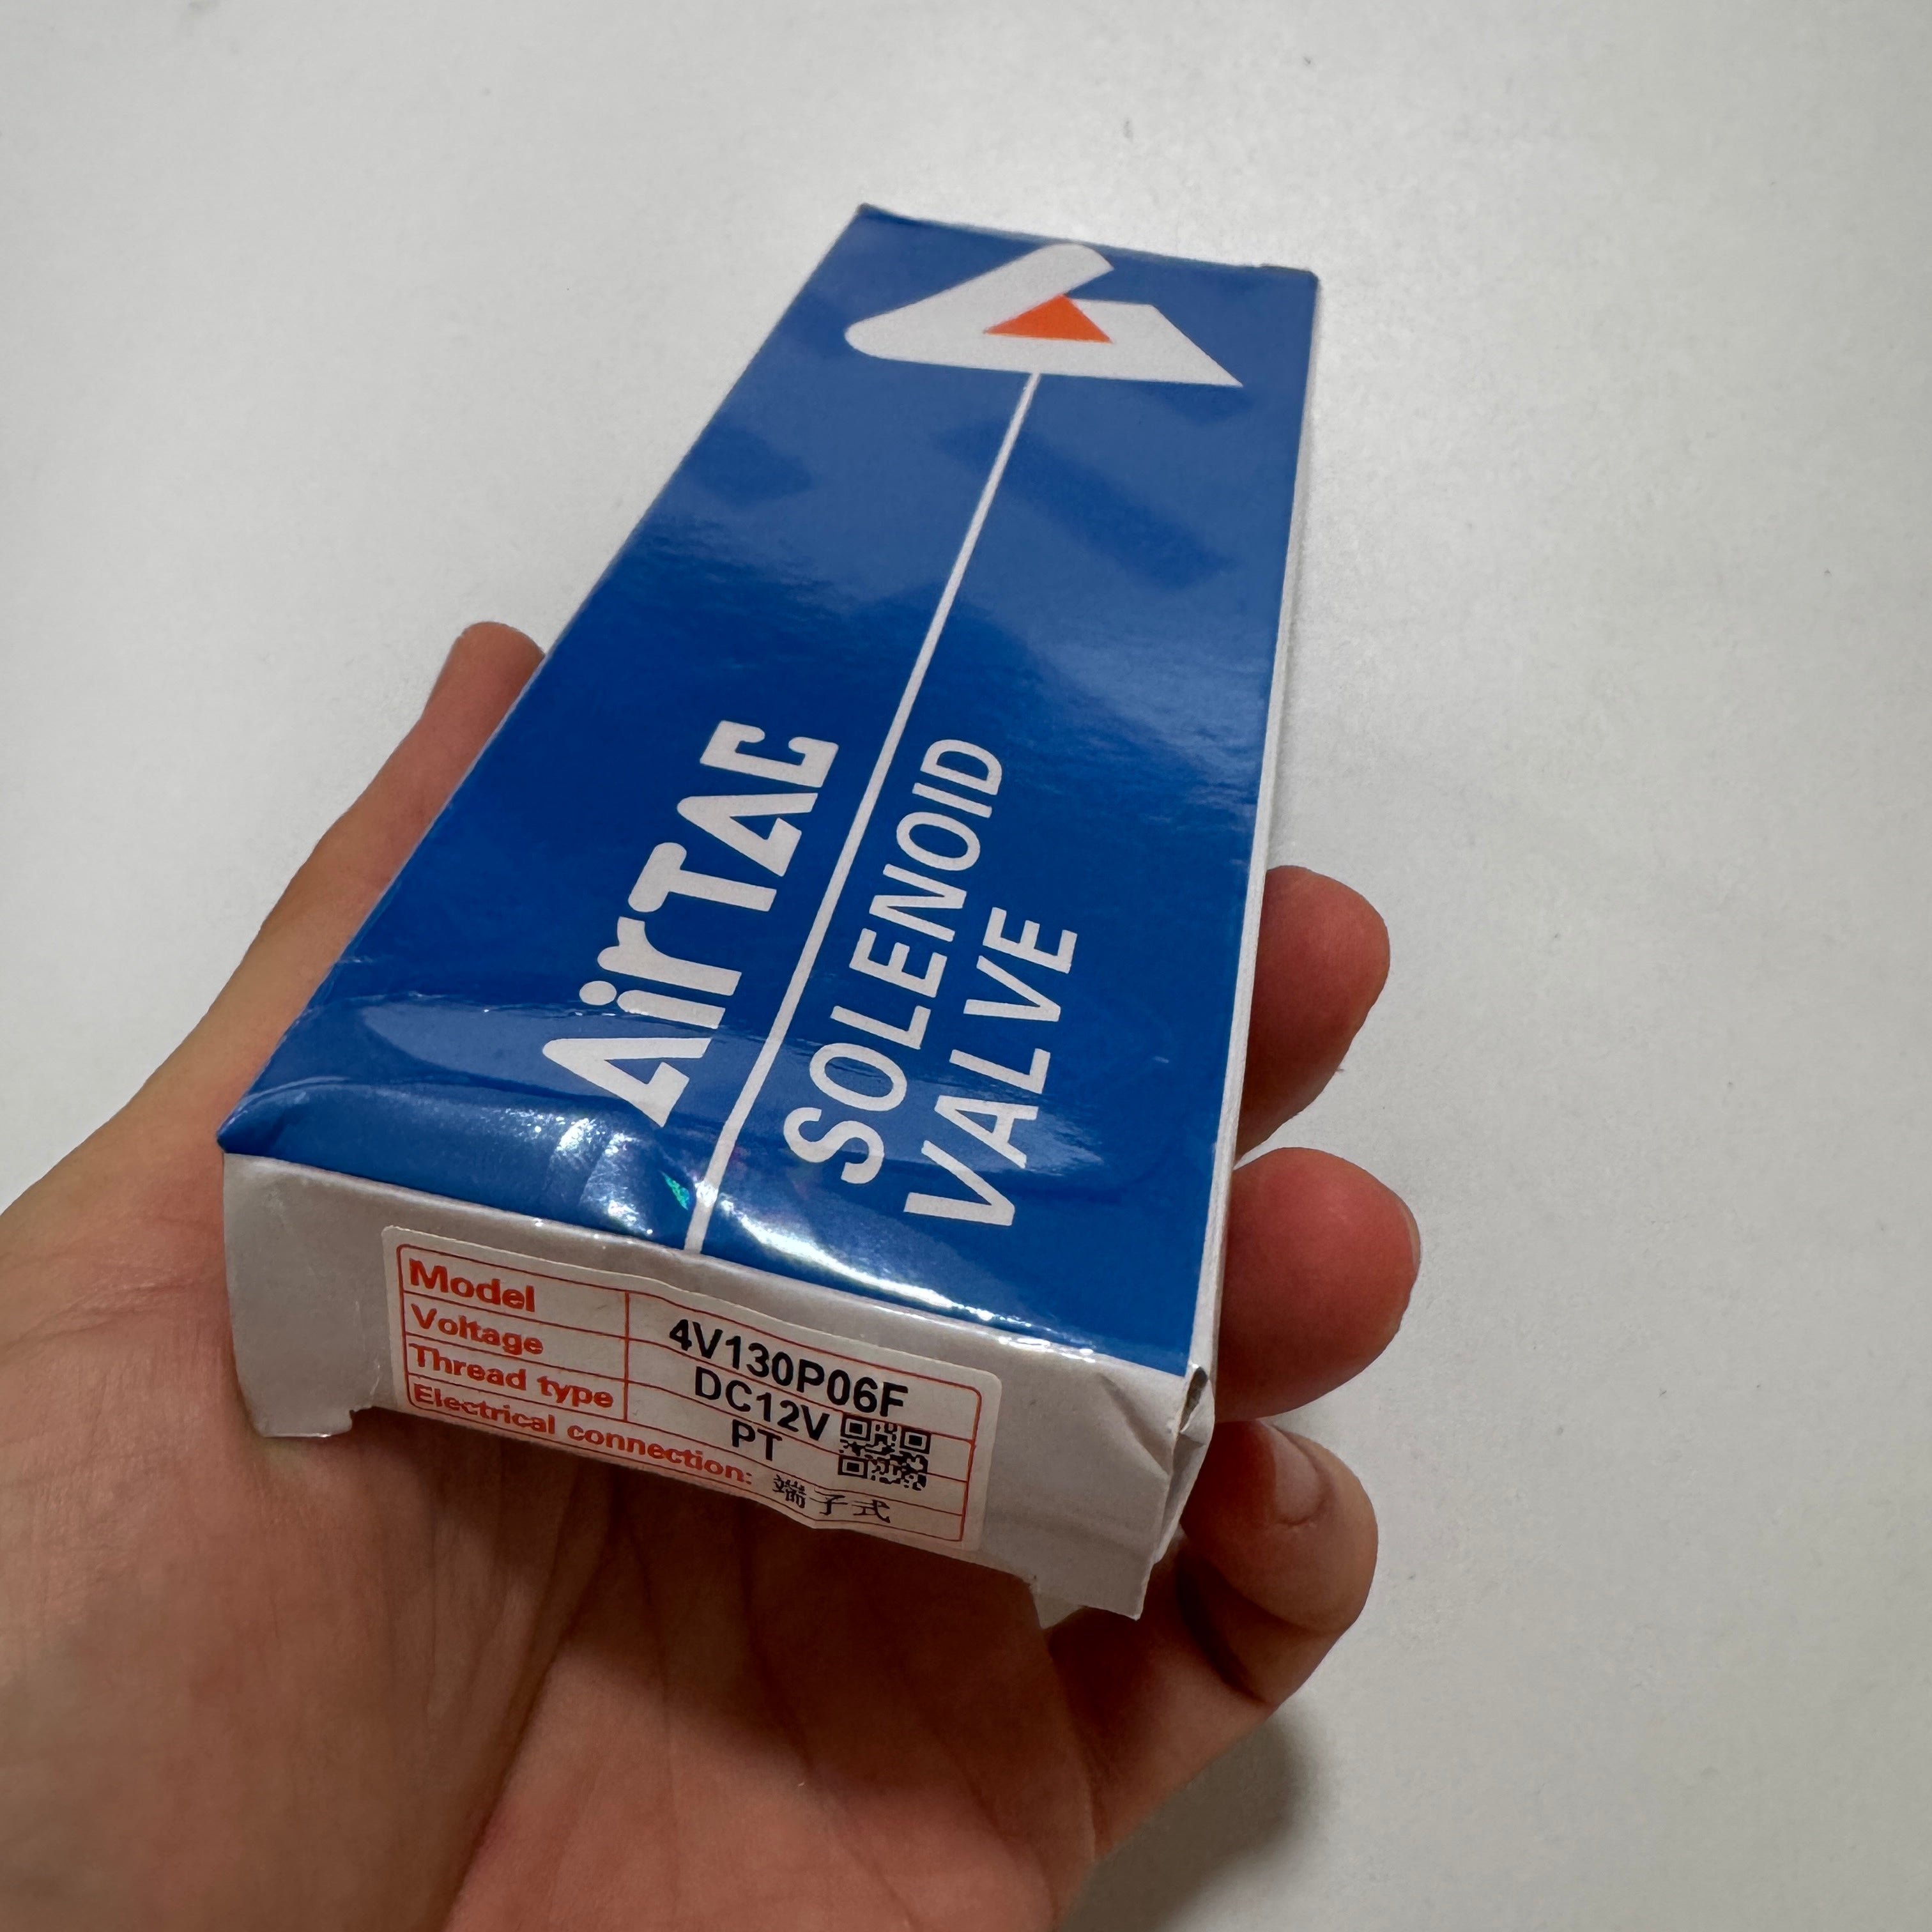 AirTAC
SOLENOID
VALVE
Model 4V130P06F
Voltage DC12V
Thread type PT
Electrical connection: 端子式